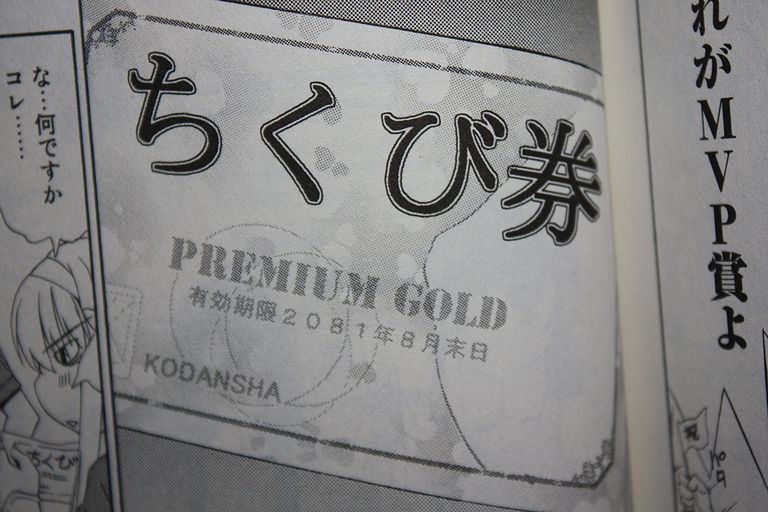 れがMVP賞よ
ちくび券
PREMIUM GOLD
有効期限2081年8月末日
KODANSHA
な…何ですか
コレ……
ちくび